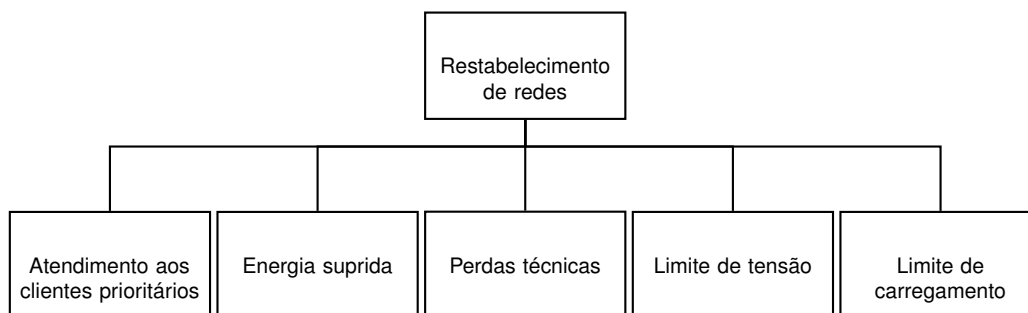 Restabelecimento
de redes
Atendimento aos
clientes prioritários
Energia suprida
Perdas técnicas
Limite de tensão
Limite de
carregamento